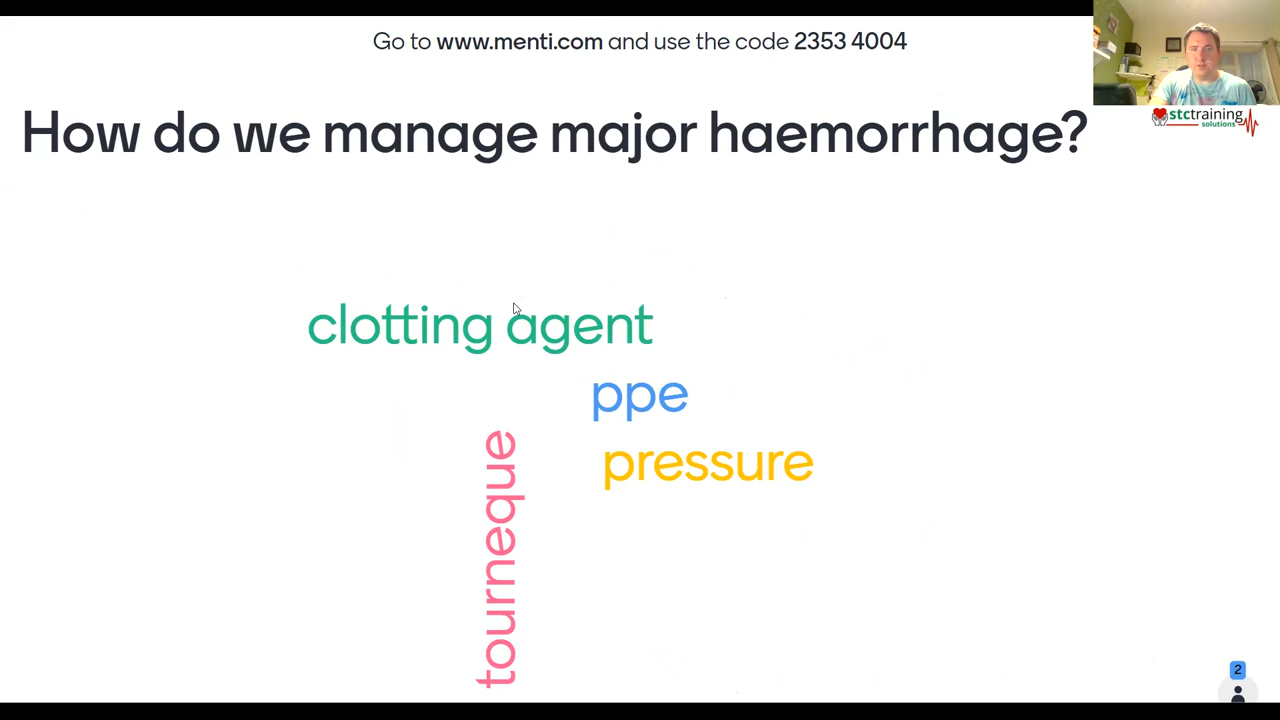 Go to www.menti.com and use the code 2353 4004
How do we manage major haemorrhage?
stctraining
solutions
clotting agent
ppe
pressure
tourneque
2